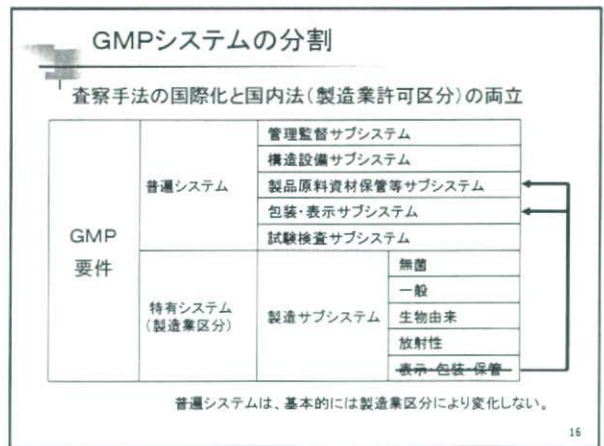 GMPシステムの分割
査察手法の国際化と国内法(製造業許可区分)の両立
GMP
要件
普遍システム
管理監督サブシステム
構造設備サブシステム
製品原料資材保管等サブシステム
包装・表示サブシステム
試験検査サブシステム
特有システム
(製造業区分)
製造サブシステム
無菌
一般
生物由来
放射性
表示・包装・保管
普遍システムは、基本的には製造業区分により変化しない。
16